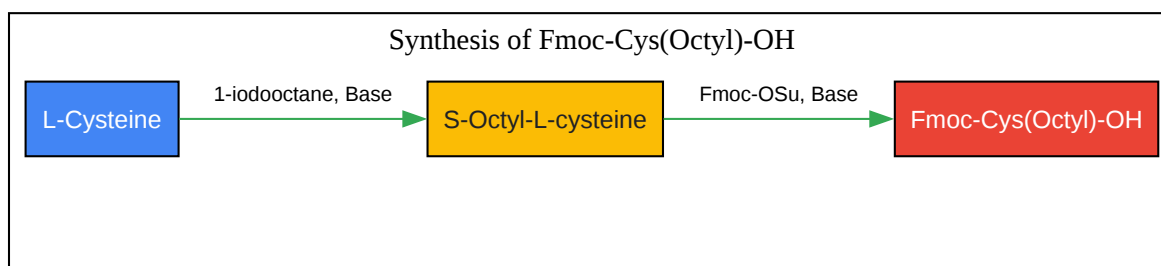 Synthesis of Fmoc-Cys(Octyl)-OH
L-Cysteine
1-iodooctane, Base
S-Octyl-L-cysteine
Fmoc-OSu, Base
Fmoc-Cys(Octyl)-OH